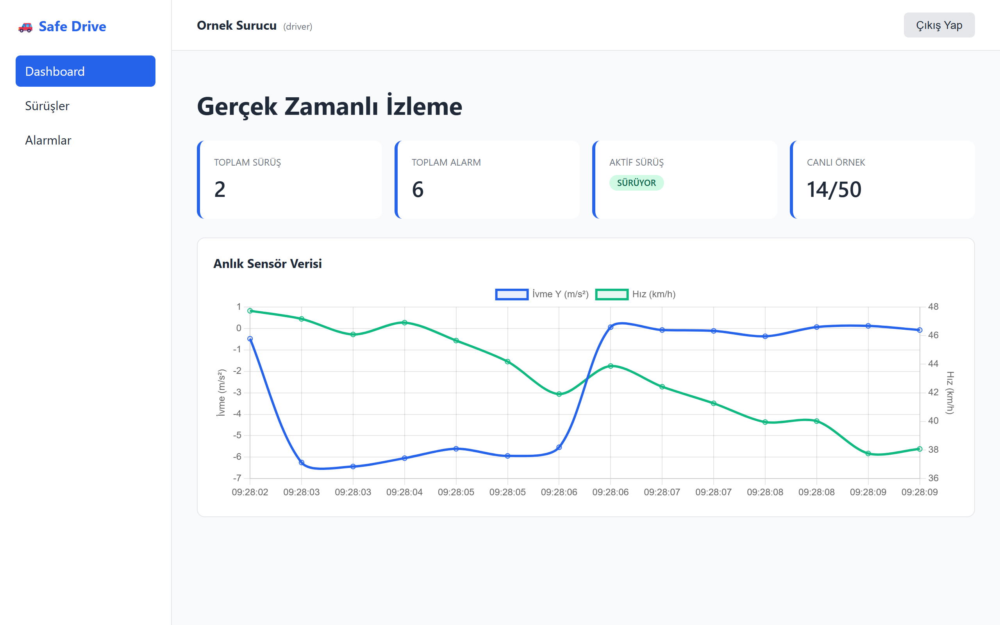 Safe Drive
Dashboard
Sürüşler
Alarmlar
Ornek Surucu (driver)
Çıkış Yap
Gerçek Zamanlı İzleme
TOPLAM SÜRÜŞ
2
TOPLAM ALARM
6
AKTİF SÜRÜŞ
SÜRÜYOR
CANLI ÖRNEK
14/50
Anlık Sensör Verisi
İvme Y (m/s²) Hız (km/h)
İvme (m/s²)
1
0
-1
-2
-3
-4
-5
-6
-7
48
46
44
42
40
38
36
Hız (km/h)
09:28:02 09:28:03 09:28:03 09:28:04 09:28:05 09:28:05 09:28:06 09:28:06 09:28:07 09:28:07 09:28:08 09:28:08 09:28:09 09:28:09